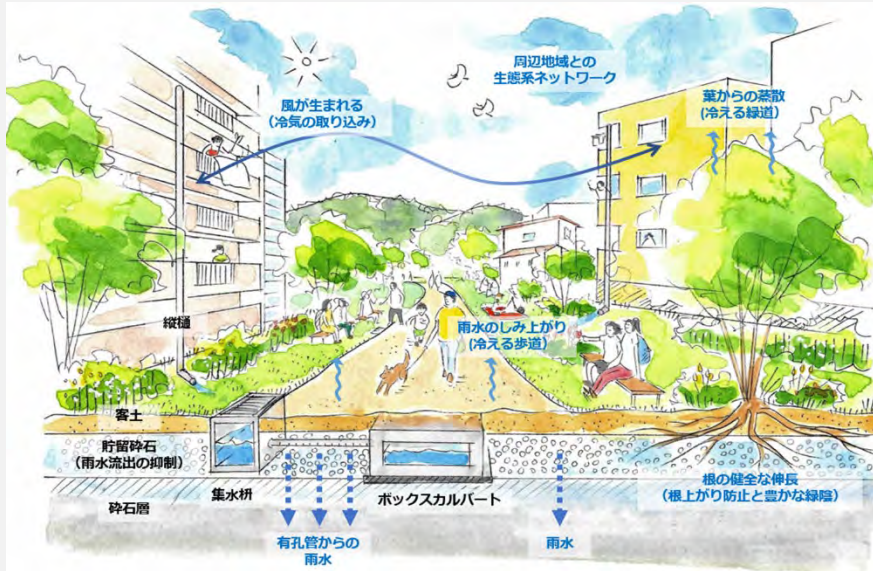 周辺地域との
生態系ネットワーク
風が生まれる
（冷気の取り込み）
葉からの蒸散
(冷える緑道)
縦樋
雨水のしみ上がり
(冷える歩道)
客土
貯留砕石
（雨水流出の抑制）
集水枡
ボックスカルバート
根の健全な伸長
（根上がり防止と豊かな緑陰）
砕石層
有孔管からの
雨水
雨水